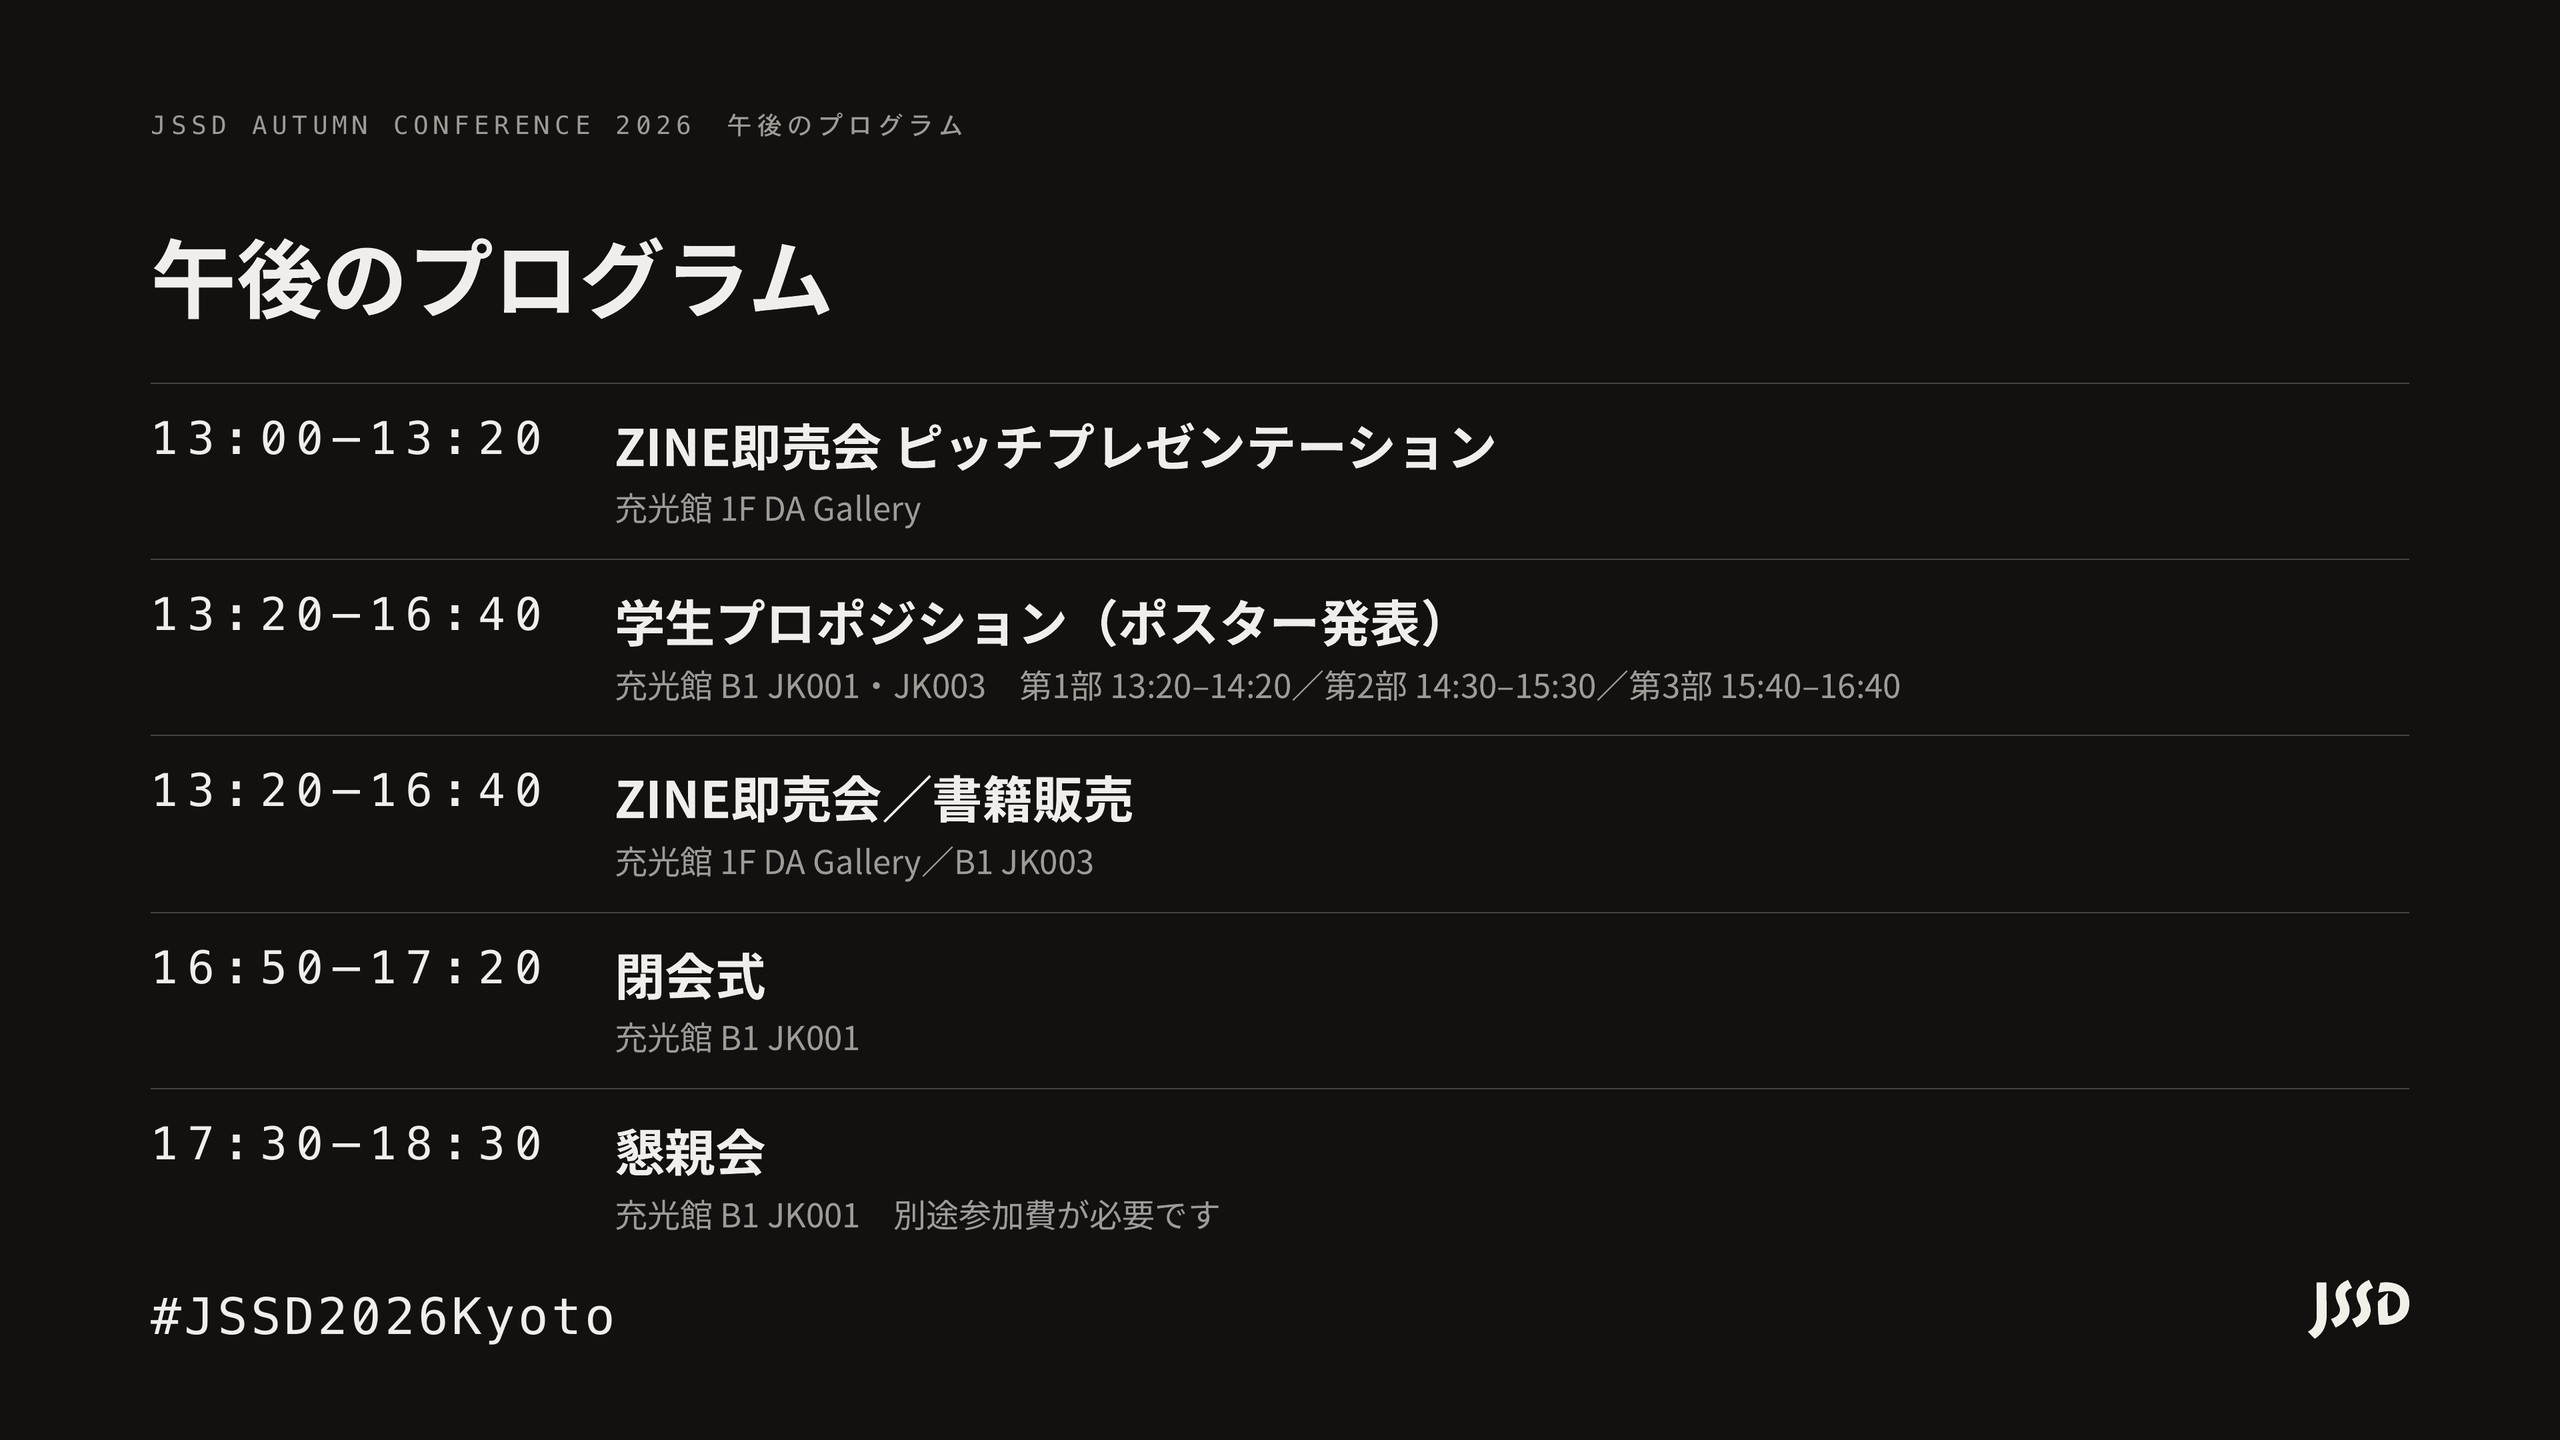 JSSD AUTUMN CONFERENCE 2026 午後のプログラム
午後のプログラム
13:00–13:20 ZINE即売会 ピッチプレゼンテーション
充光館 1F DA Gallery
13:20–16:40 学生プロポジション（ポスター発表）
充光館 B1 JK001・JK003　第1部 13:20–14:20／第2部 14:30–15:30／第3部 15:40–16:40
13:20–16:40 ZINE即売会／書籍販売
充光館 1F DA Gallery／B1 JK003
16:50–17:20 閉会式
充光館 B1 JK001
17:30–18:30 懇親会
充光館 B1 JK001　別途参加費が必要です
#JSSD2026Kyoto
JSSD